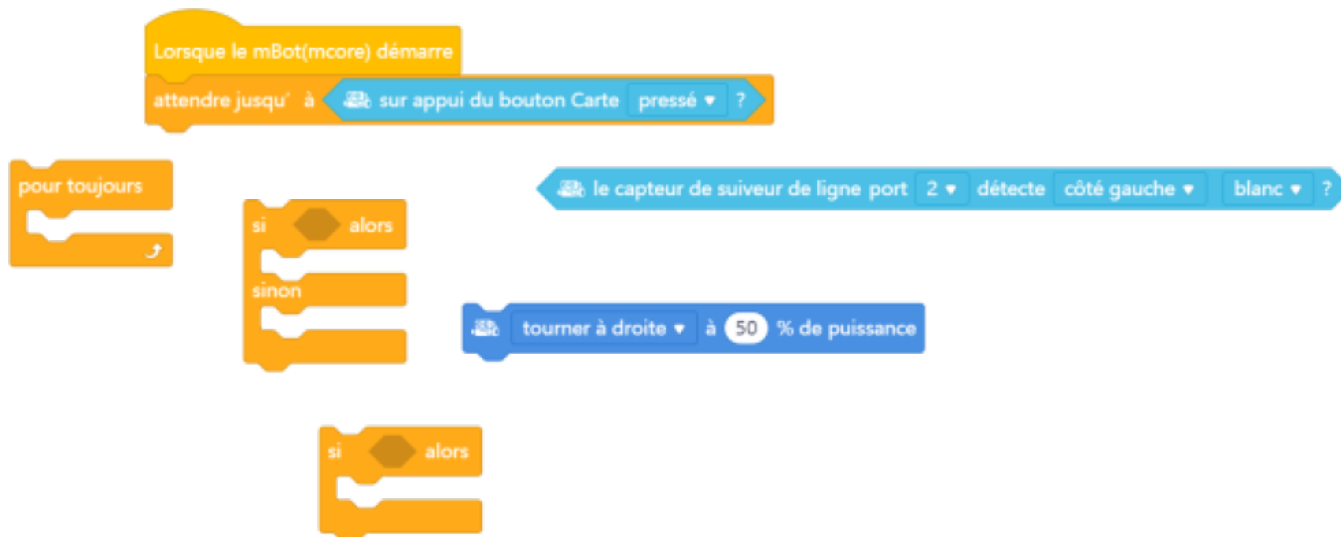 Lorsque le mBot(mcore) démarre
attendre jusqu' à sur appui du bouton Carte pressé ?
pour toujours
le capteur de suiveur de ligne port 2 détecte côté gauche blanc ?
si alors
sinon
tourner à droite à 50 % de puissance
si alors